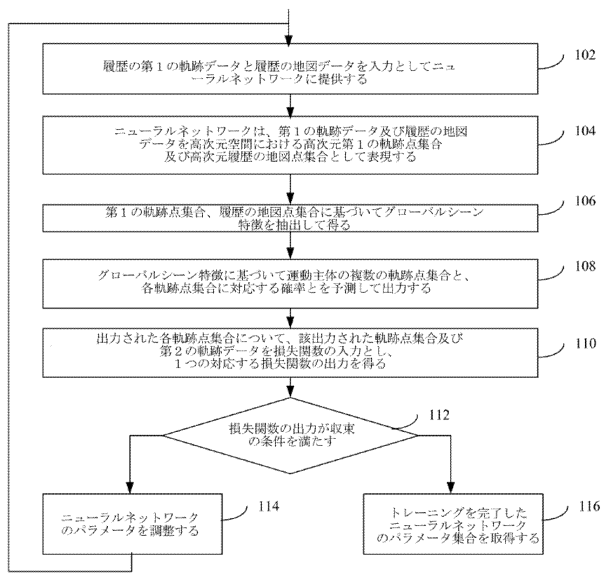 履歴の第1の軌跡データと履歴の地図データを入力としてニュ
ーラルネットワークに提供する
102
ニューラルネットワークは、第1の軌跡データ及び履歴の地図
データを高次元空間における高次元第1の軌跡点集合
及び高次元履歴の地図点集合として表現する
104
第1の軌跡点集合、履歴の地図点集合に基づいてグローバルシーン
特徴を抽出して得る
106
グローバルシーン特徴に基づいて運動主体の複数の軌跡点集合と、
各軌跡点集合に対応する確率とを予測して出力する
108
出力された各軌跡点集合について、該出力された軌跡点集合及び
第2の軌跡データを損失関数の入力とし、
1つの対応する損失関数の出力を得る
110
損失関数の出力が収束
の条件を満たす
112
ニューラルネットワーク
のパラメータを調整する
114
トレーニングを完了した
ニューラルネットワーク
のパラメータ集合を取得する
116